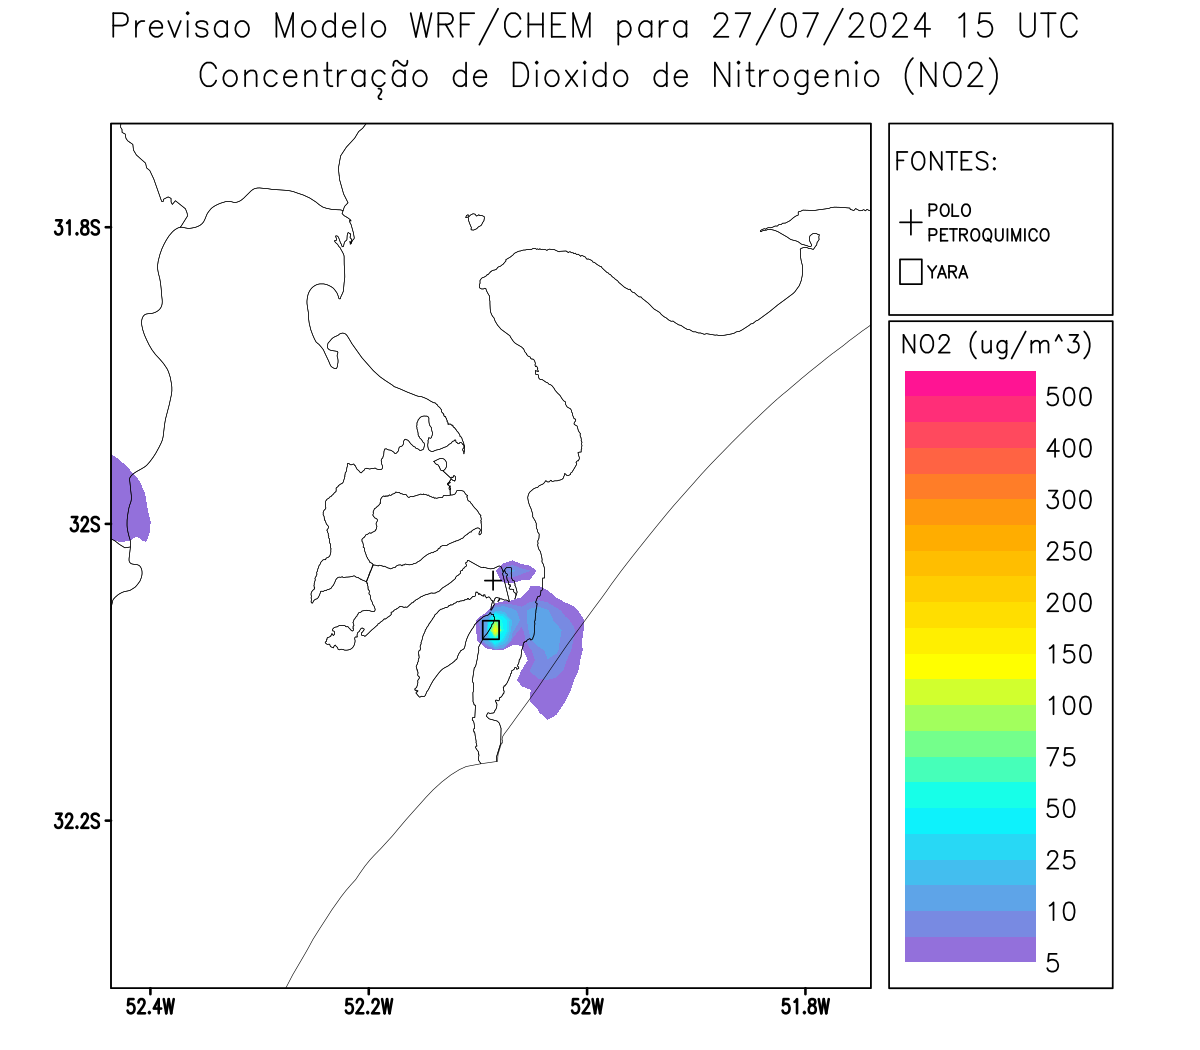 Previsao Modelo WRF/CHEM para 27/07/2024 15 UTC
Concentração de Dioxido de Nitrogenio (NO2)
FONTES:
POLO
PETROQUIMICO
YARA
NO2 (ug/m^3)
500
400
300
250
200
150
100
75
50
25
10
5
31.8S
32S
32.2S
52.4W
52.2W
52W
51.8W